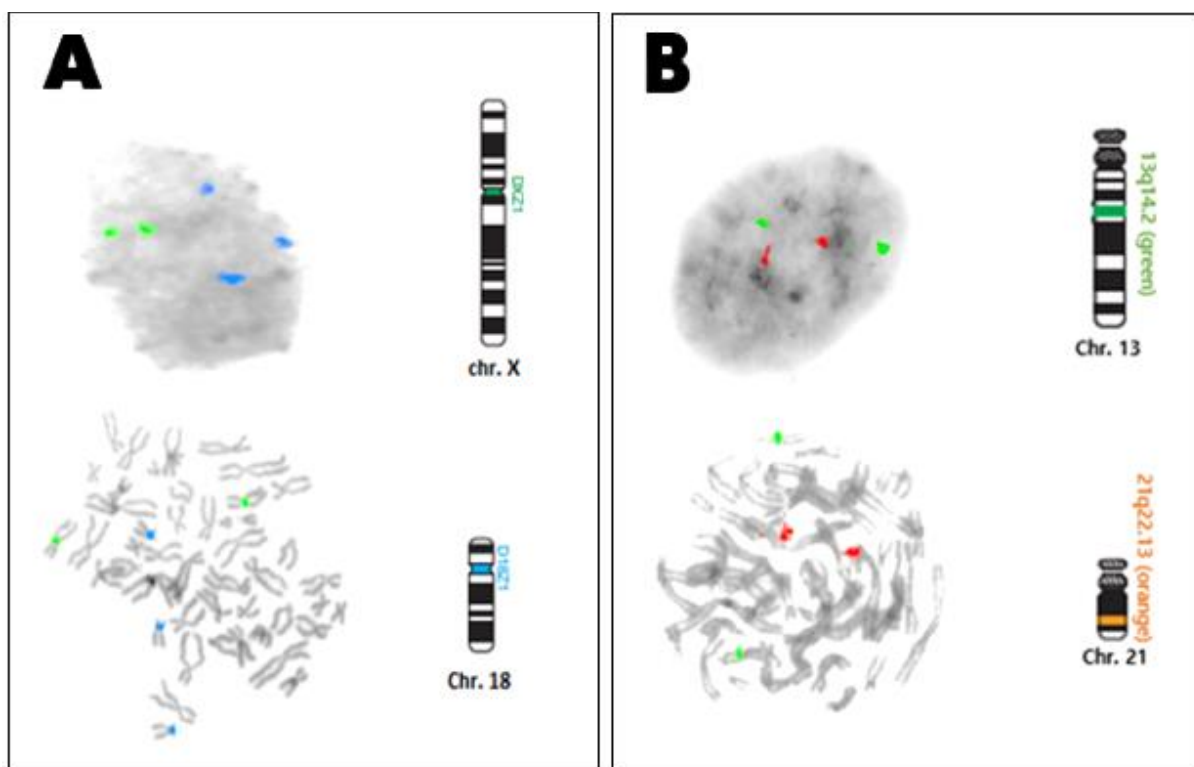 A
DXZ1
chr. X
D18Z1
Chr. 18
B
13q14.2 (green)
Chr. 13
21q22.13 (orange)
Chr. 21